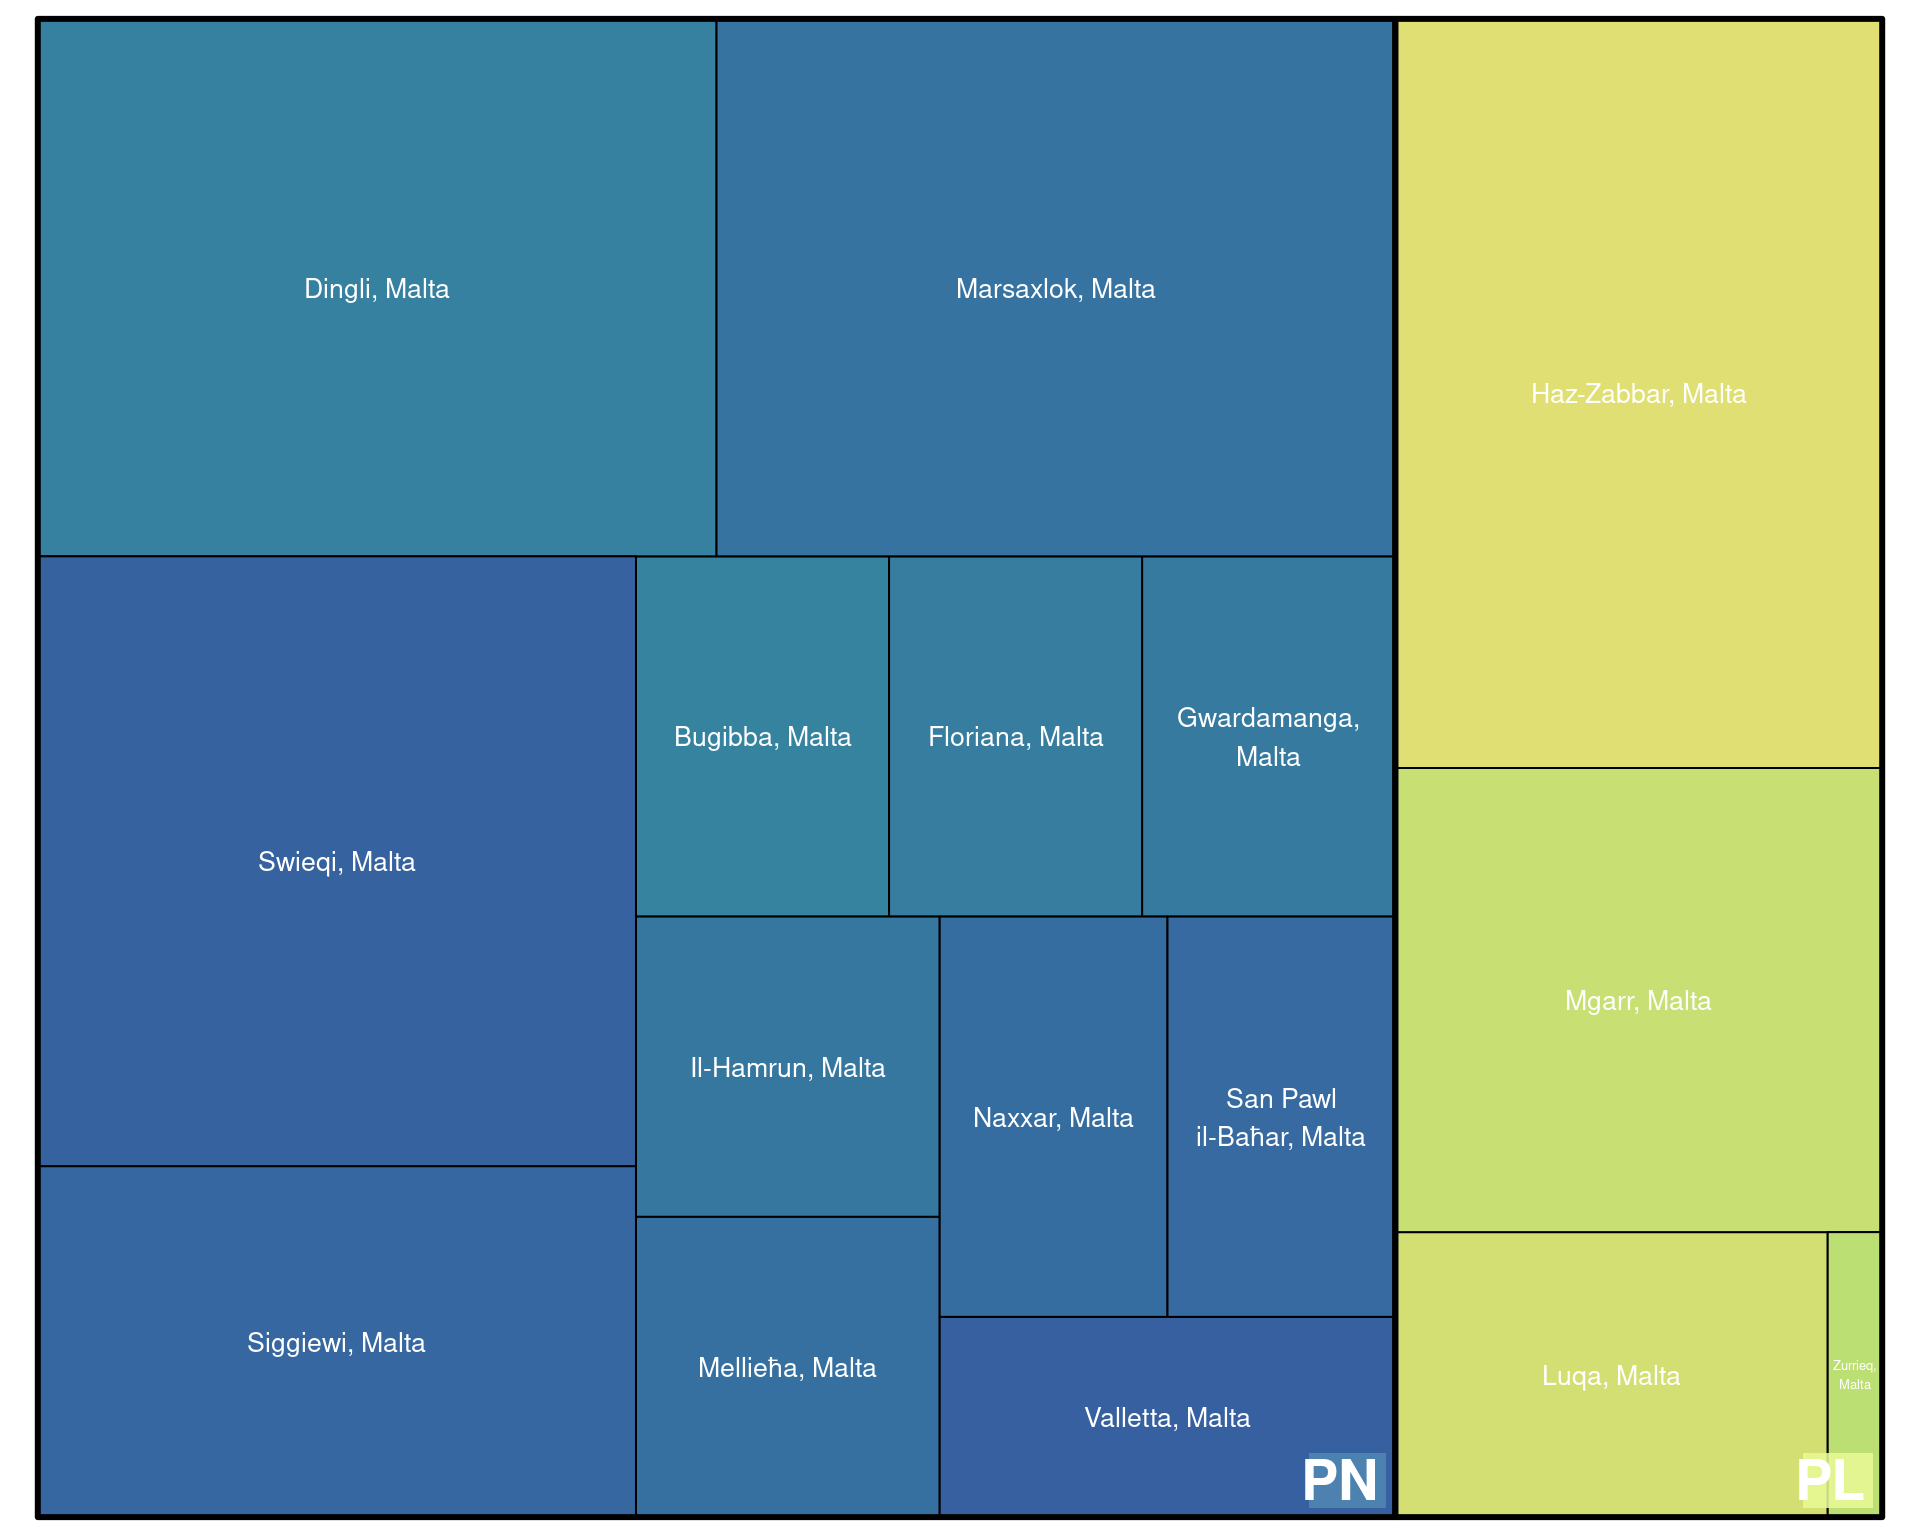 Dingli, Malta
Marsaxlok, Malta
Haz-Zabbar, Malta
Swieqi, Malta
Bugibba, Malta
Floriana, Malta
Gwardamanga,
Malta
Il-Hamrun, Malta
Naxxar, Malta
San Pawl
il-Baħar, Malta
Mgarr, Malta
Siggiewi, Malta
Mellieħa, Malta
Valletta, Malta
PN
Luqa, Malta
Zurrieq,
Malta
PL